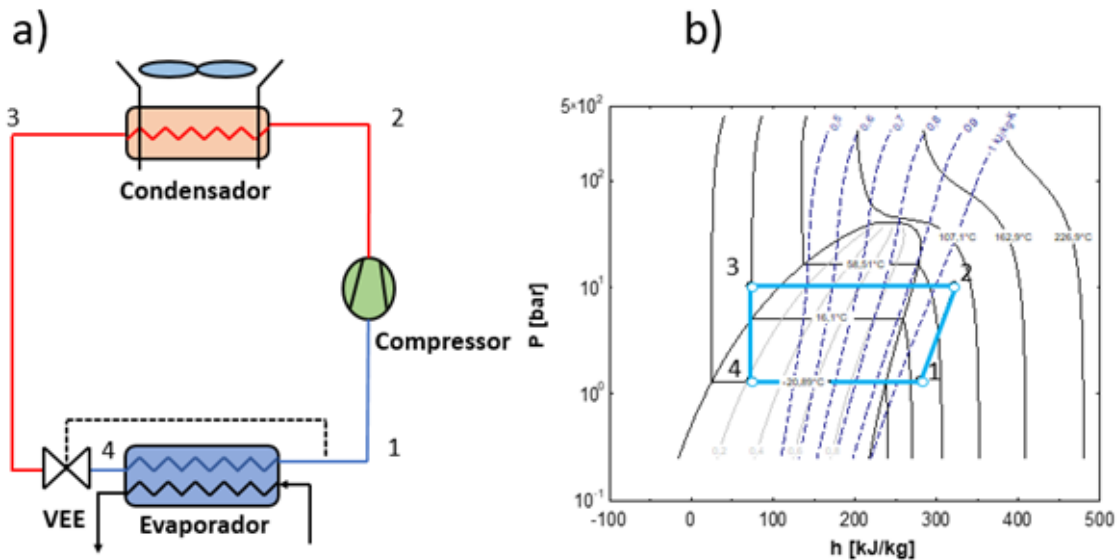 a)
3
2
Condensador
Compressor
4
1
VEE
Evaporador
b)
5×10²
10²
10¹
10⁰
10⁻¹
P [bar]
-100
0
100
200
300
400
500
h [kJ/kg]
0,5
0,6
0,7
0,8
0,9
1 kJ/kg-K
107,1°C
162,9°C
226,9°C
58,51°C
16,1°C
-20,89°C
3
2
4
1
0,2
0,4
0,6
0,8